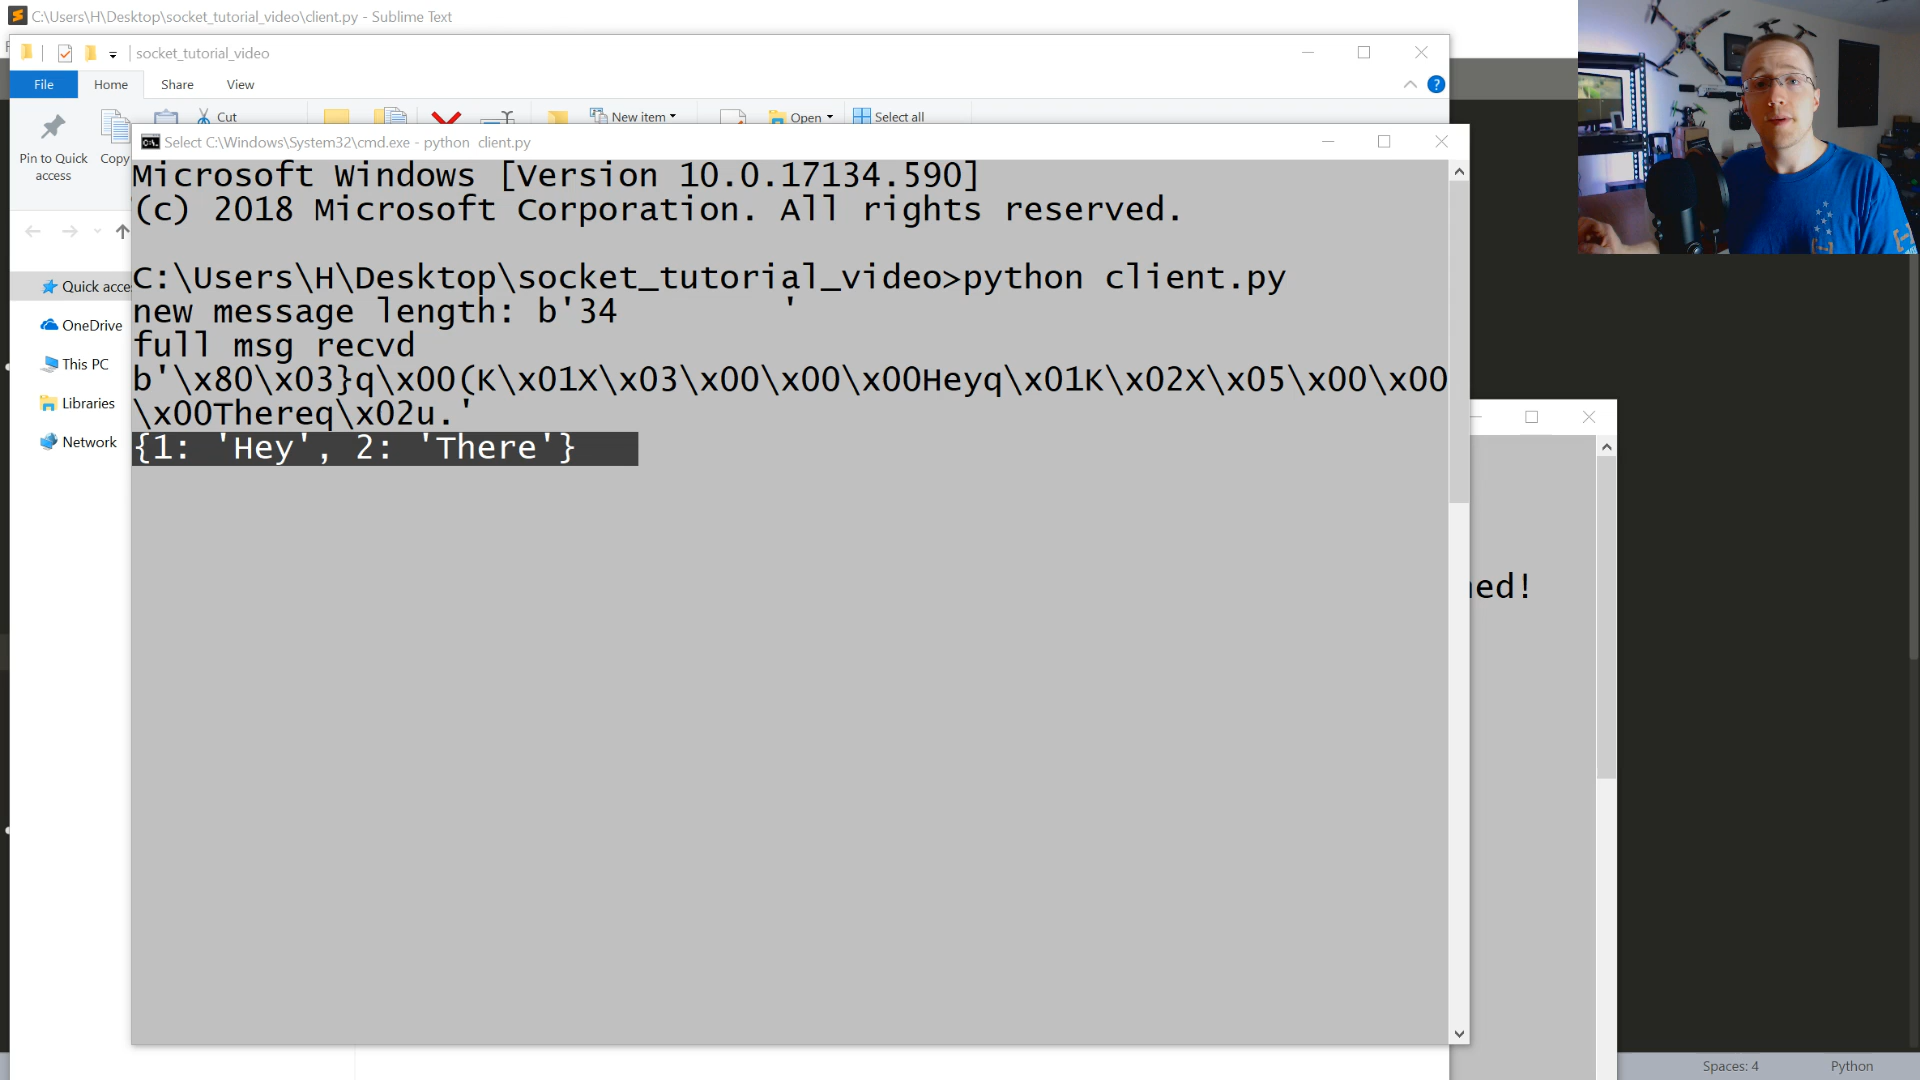 C:\Users\H\Desktop\socket_tutorial_video\client.py - Sublime Text
socket_tutorial_video
File
Home
Share
View
Cut
New item
Open
Select all
Pin to Quick
access
Copy
Select C:\Windows\System32\cmd.exe - python  client.py
Microsoft Windows [Version 10.0.17134.590]
(c) 2018 Microsoft Corporation. All rights reserved.
C:\Users\H\Desktop\socket_tutorial_video>python client.py
new message length: b'34        '
full msg recvd
b'\x80\x03}q\x00(K\x01X\x03\x00\x00\x00Heyq\x01K\x02X\x05\x00\x00
\x00Thereq\x02u.'
{1: 'Hey', 2: 'There'}
Quick acce
OneDrive
This PC
Libraries
Network
ned!
Spaces: 4
Python